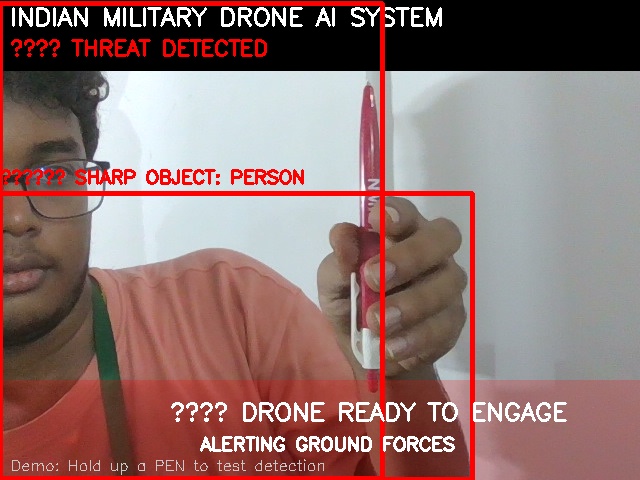 INDIAN MILITARY DRONE AI SYSTEM
???? THREAT DETECTED
?????? SHARP OBJECT: PERSON
???? DRONE READY TO ENGAGE
ALERTING GROUND FORCES
Demo: Hold up a PEN to test detection